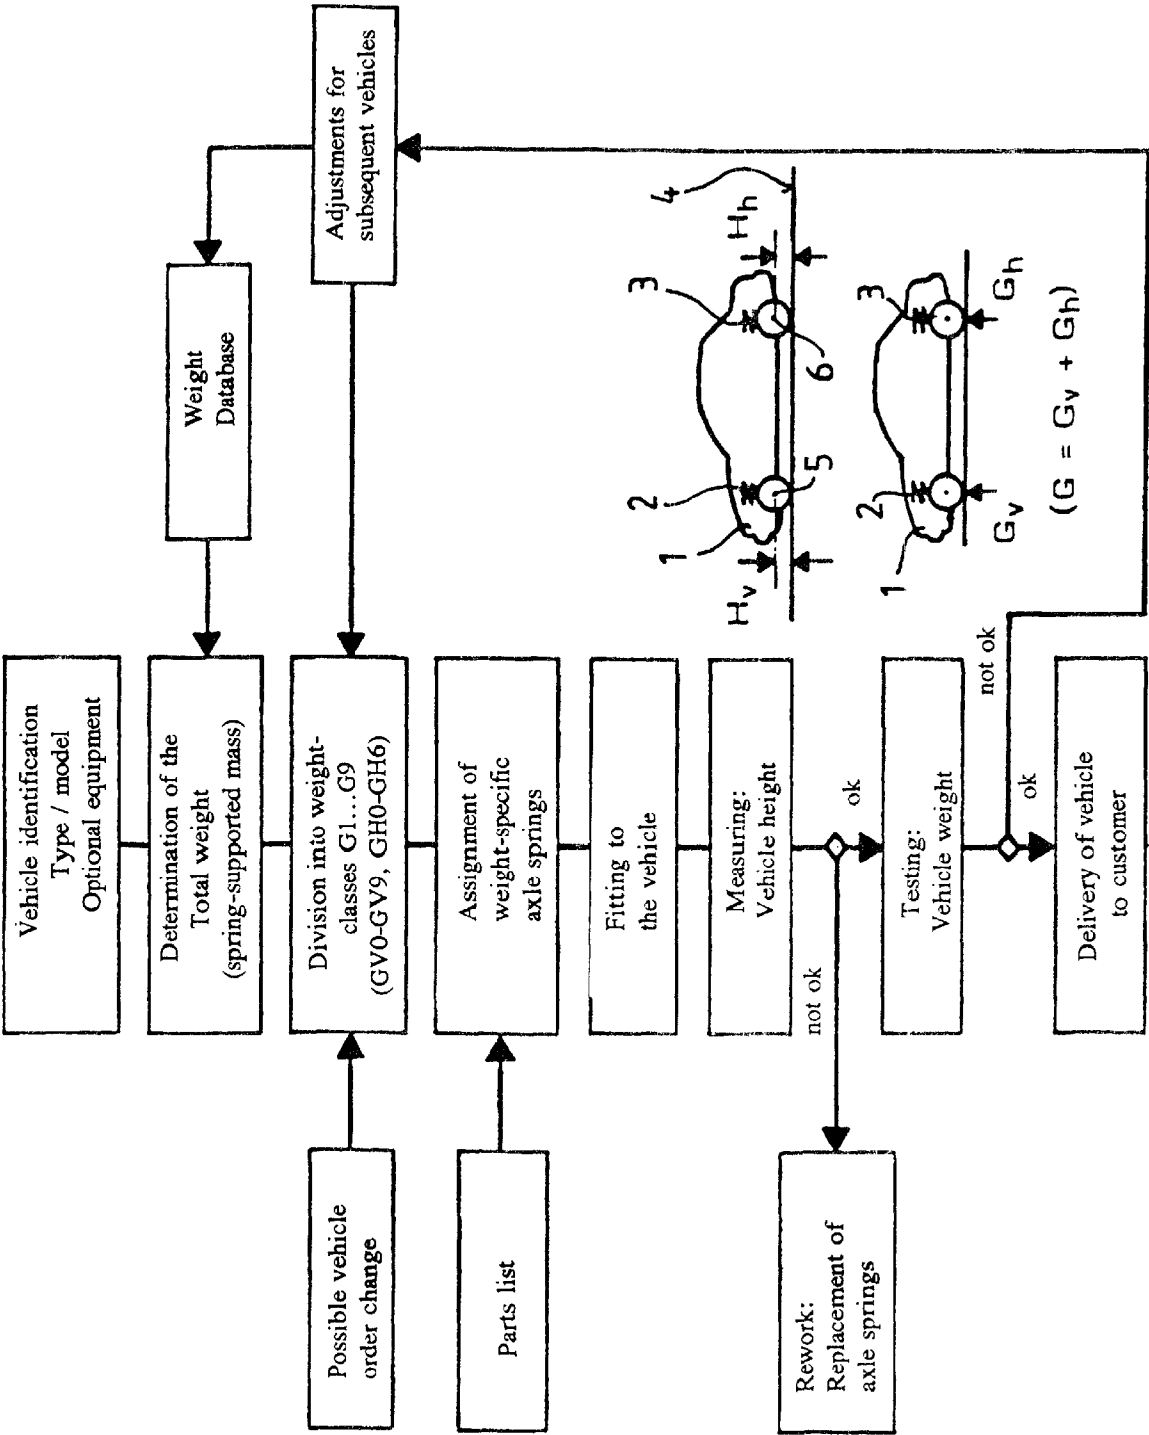 Vehicle identification
Type / model
Optional equipment
Determination of the
Total weight
(spring-supported mass)
Division into weight-
classes G1...G9
(GV0-GV9, GH0-GH6)
Assignment of
weight-specific
axle springs
Fitting to
the vehicle
Measuring:
Vehicle height
not ok
ok
Testing:
Vehicle weight
not ok
ok
Delivery of vehicle
to customer
Possible vehicle
order change
Parts list
Rework:
Replacement of
axle springs
Weight
Database
Adjustments for
subsequent vehicles
1
2
3
4
Hv
Hh
5
6
1
2
3
Gv
Gh
(G = Gv + Gh)